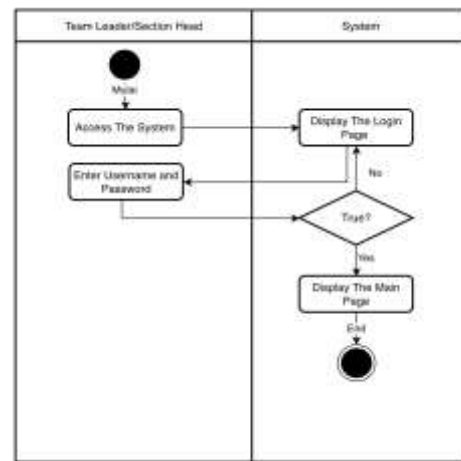 Team Leader/Section Head
System
Mulai
Access The System
Display The Login
Page
Enter Username and
Password
No
True?
Yes
Display The Main
Page
End